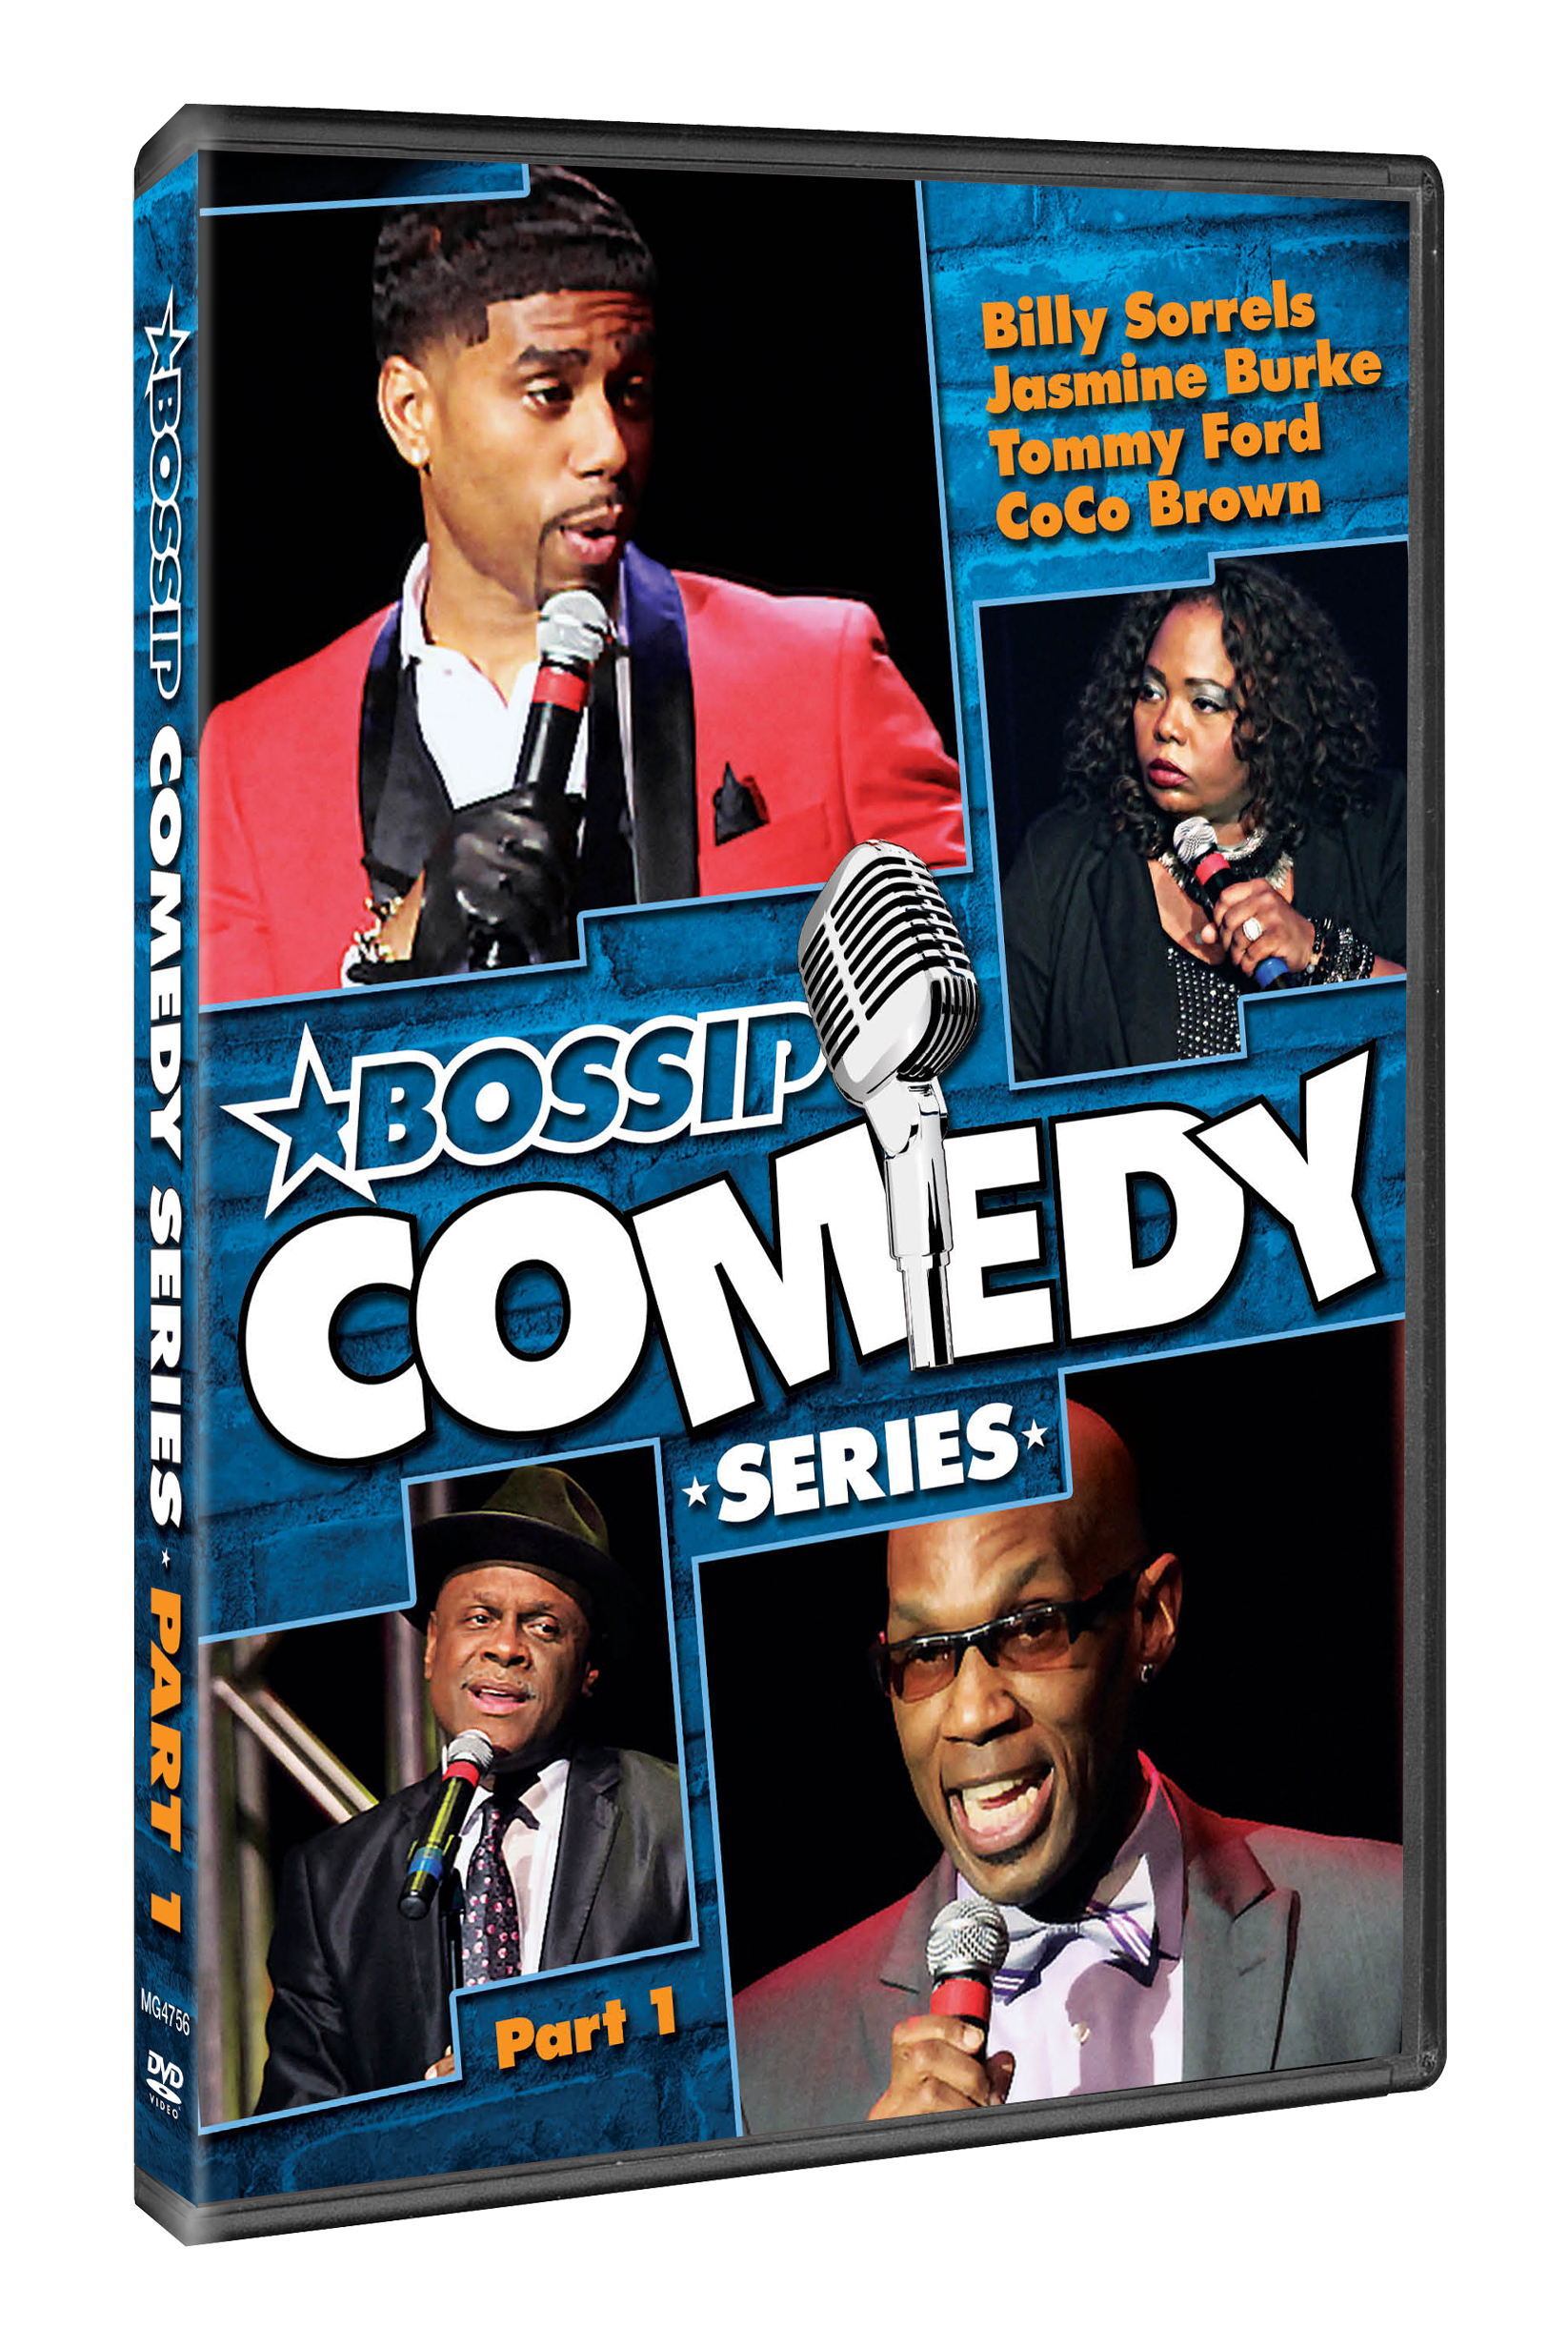 Billy Sorrels
Jasmine Burke
Tommy Ford
CoCo Brown
BOSSIP
COMEDY
SERIES
Part 1
BOSSIP COMEDY SERIES PART 1
MG4756
DVD
VIDEO